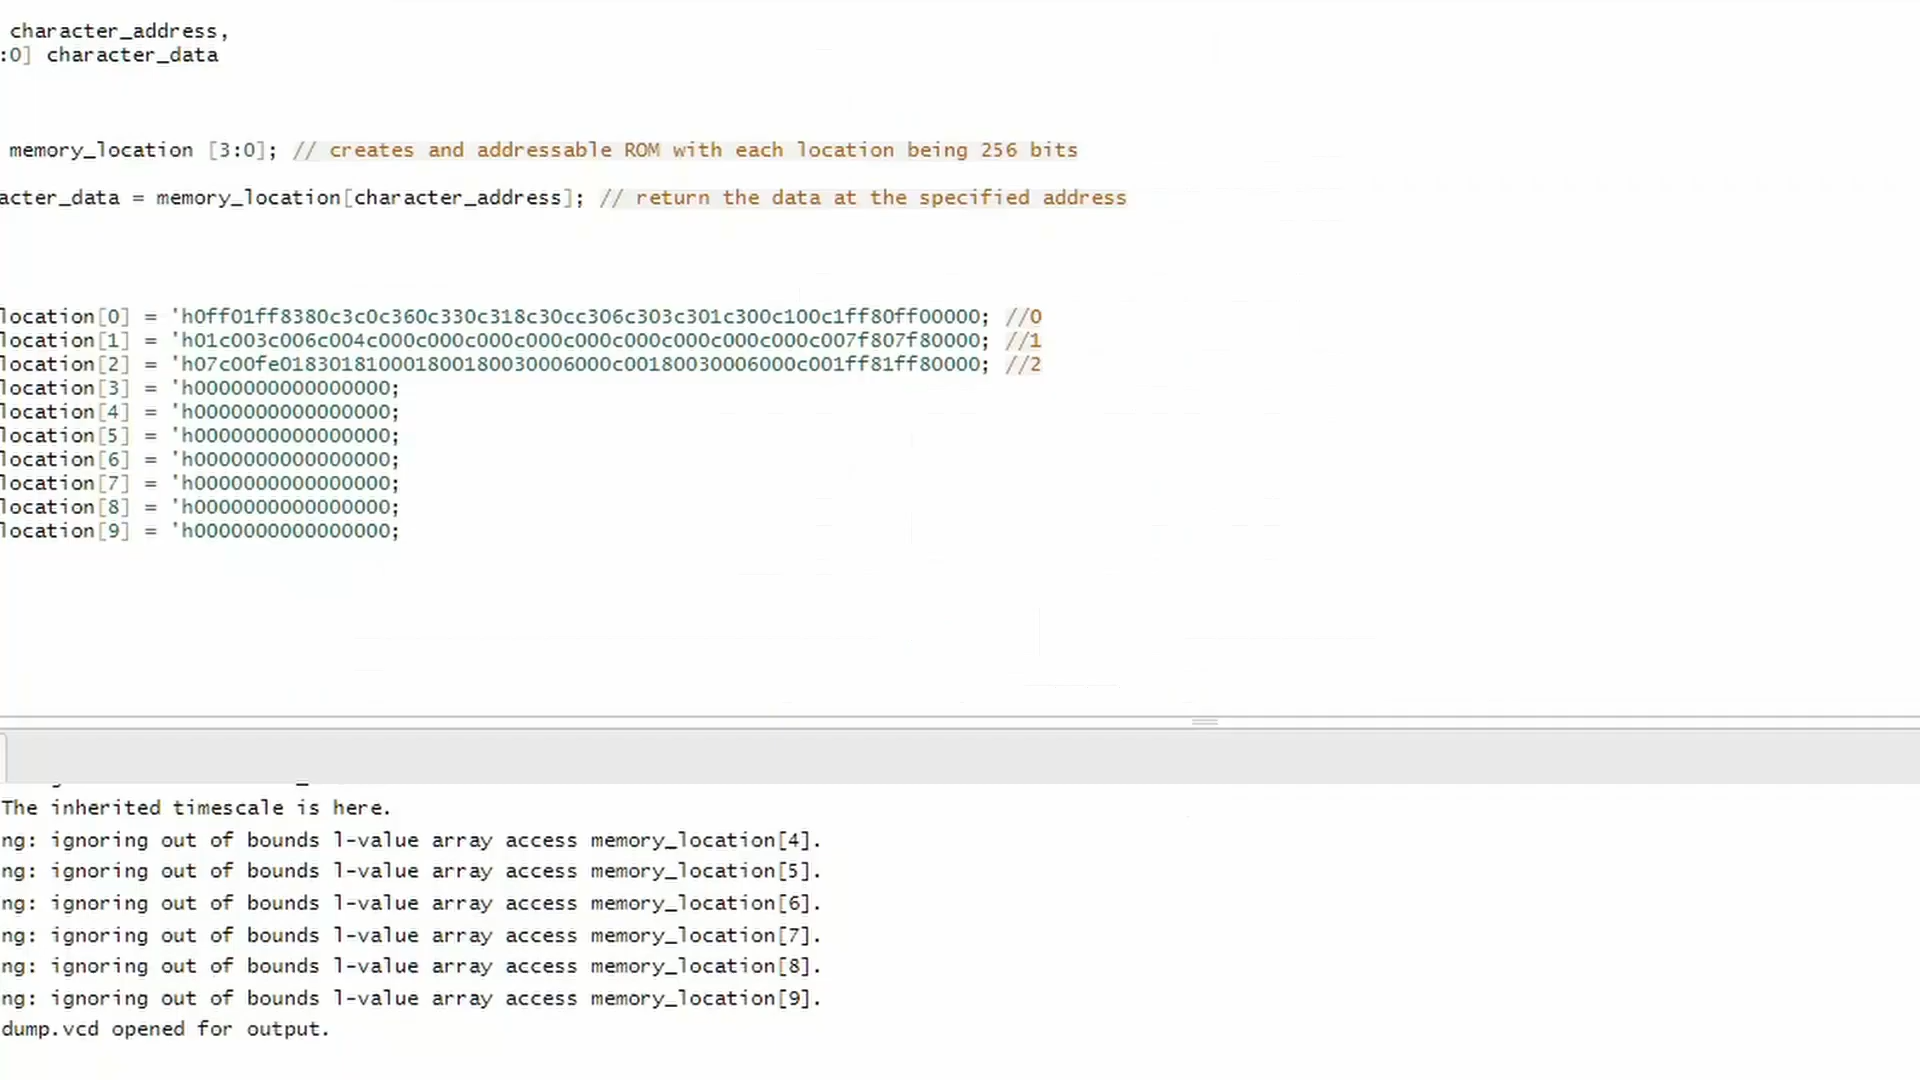 character_address,
:0] character_data
memory_location [3:0]; // creates and addressable ROM with each location being 256 bits
acter_data = memory_location[character_address]; // return the data at the specified address
location[0] = 'h0ff01ff8380c3c0c360c330c318c30cc306c303c301c300c100c1ff80ff00000; //0
location[1] = 'h01c003c006c004c000c000c000c000c000c000c000c000c000c007f807f80000; //1
location[2] = 'h07c00fe018301810001800180030006000c00180030006000c001ff81ff80000; //2
location[3] = 'h0000000000000000;
location[4] = 'h0000000000000000;
location[5] = 'h0000000000000000;
location[6] = 'h0000000000000000;
location[7] = 'h0000000000000000;
location[8] = 'h0000000000000000;
location[9] = 'h0000000000000000;
The inherited timescale is here.
ng: ignoring out of bounds l-value array access memory_location[4].
ng: ignoring out of bounds l-value array access memory_location[5].
ng: ignoring out of bounds l-value array access memory_location[6].
ng: ignoring out of bounds l-value array access memory_location[7].
ng: ignoring out of bounds l-value array access memory_location[8].
ng: ignoring out of bounds l-value array access memory_location[9].
dump.vcd opened for output.